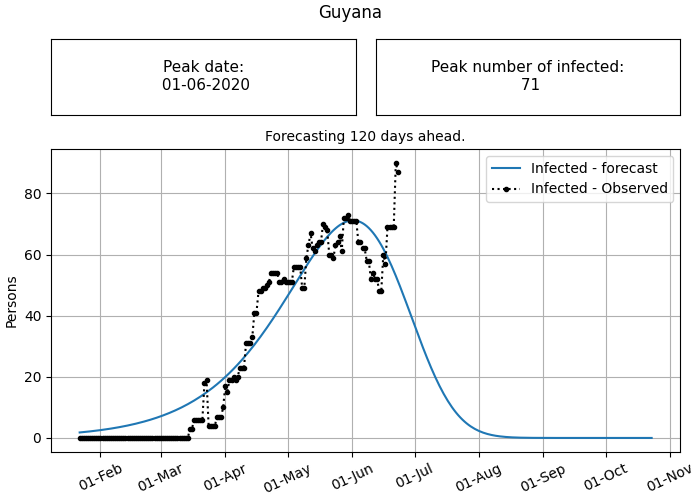 Guyana
Peak date:
01-06-2020
Peak number of infected:
71
Forecasting 120 days ahead.
Infected - forecast
Infected - Observed
Persons
80
60
40
20
0
01-Feb
01-Mar
01-Apr
01-May
01-Jun
01-Jul
01-Aug
01-Sep
01-Oct
01-Nov